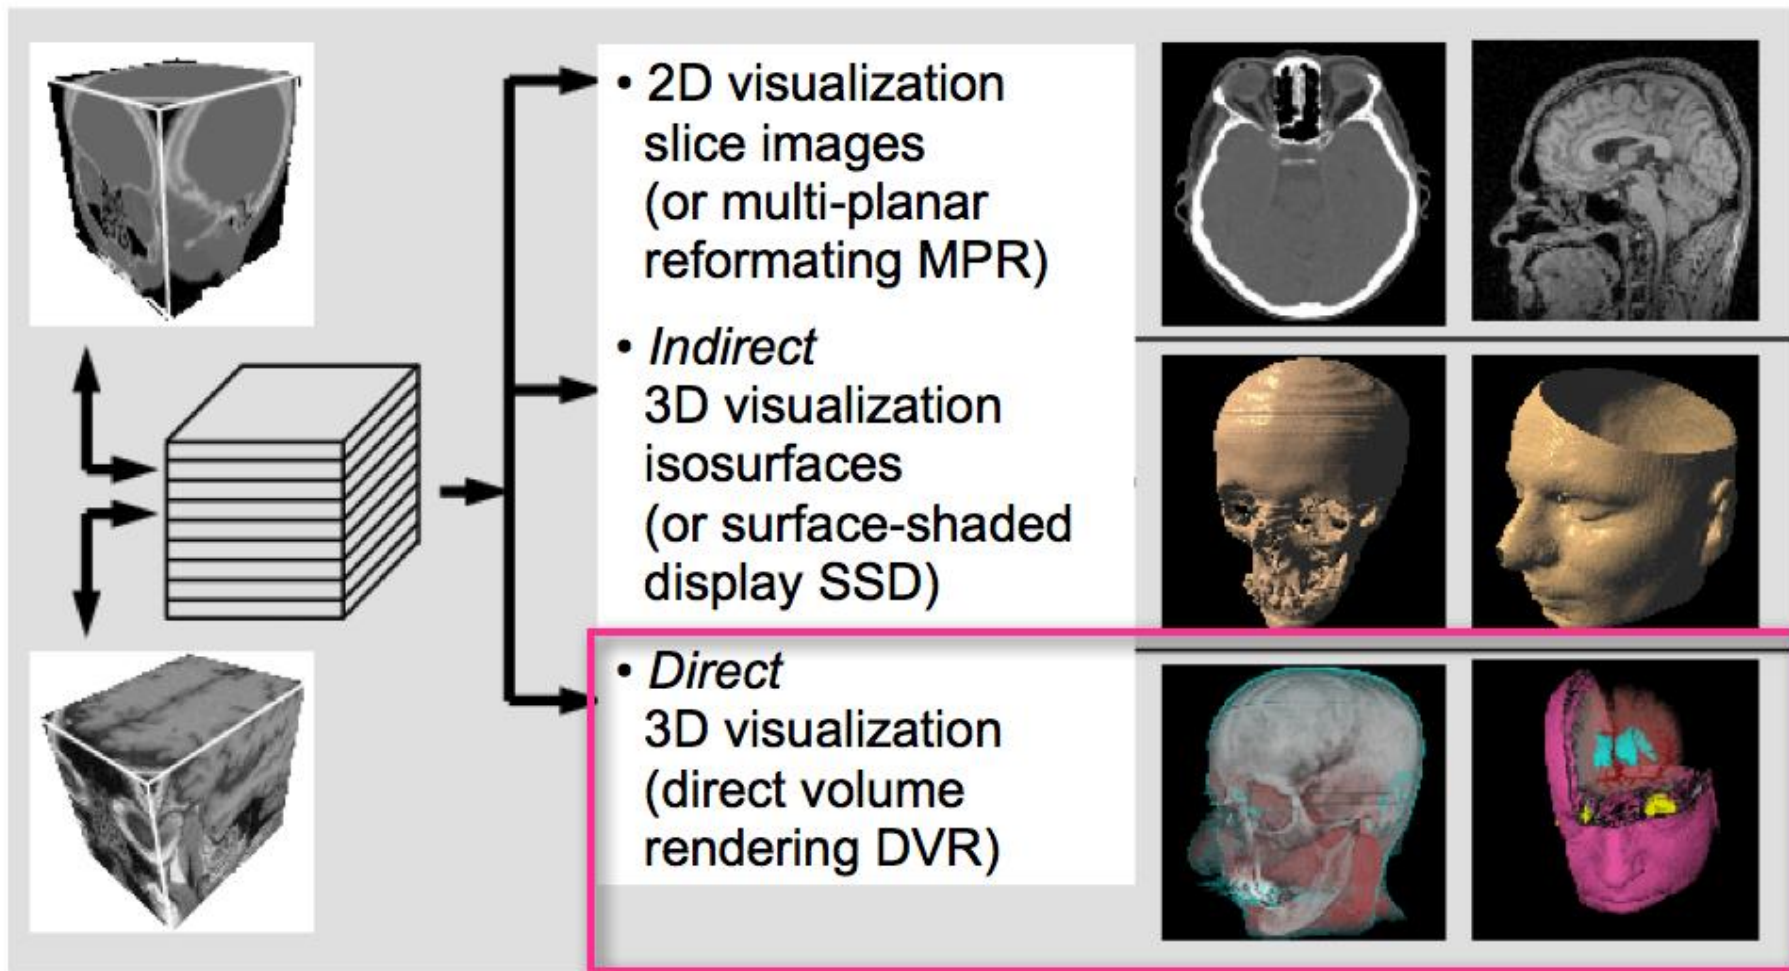 • 2D visualization
slice images
(or multi-planar
reformating MPR)
• Indirect
3D visualization
isosurfaces
(or surface-shaded
display SSD)
• Direct
3D visualization
(direct volume
rendering DVR)